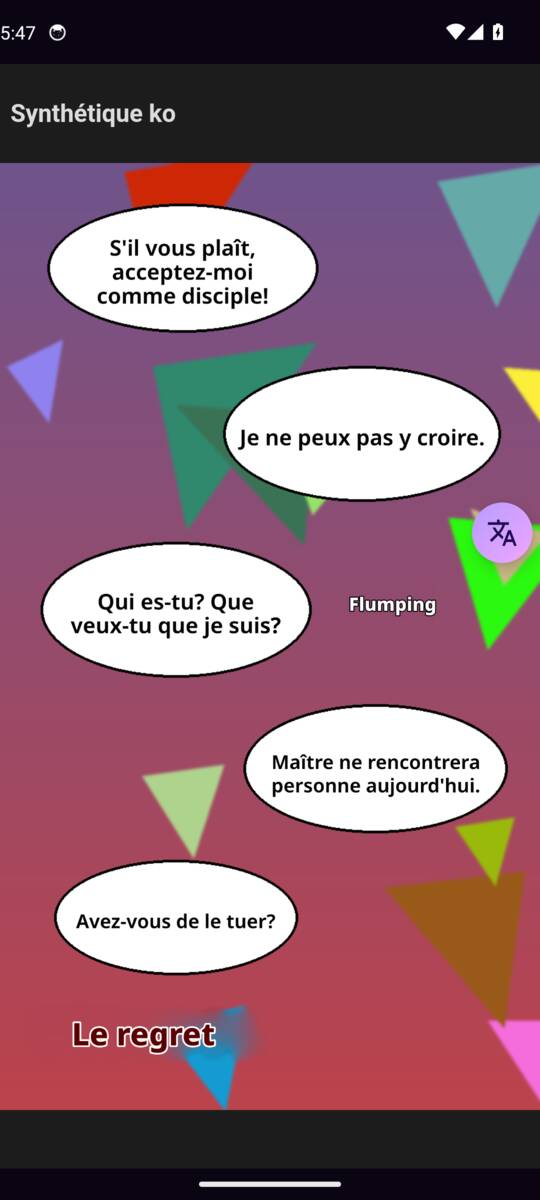 5:47
Synthétique ko
S'il vous plaît,
acceptez-moi
comme disciple!
Je ne peux pas y croire.
Qui es-tu? Que
veux-tu que je suis?
Flumping
Maître ne rencontrera
personne aujourd'hui.
Avez-vous de le tuer?
Le regret